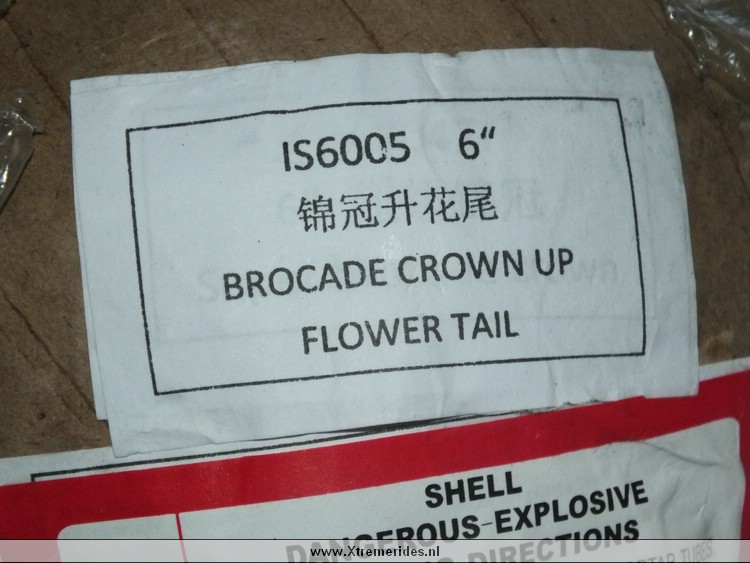 IS6005 6“
锦冠升花尾
BROCADE CROWN UP
FLOWER TAIL
SHELL
DANGEROUS-EXPLOSIVE
DIRECTIONS
TUBES.
www.Xtremerides.nl